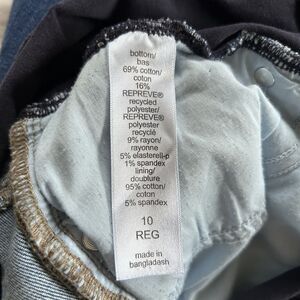 bottom/
bas
69% cotton/
coton
16%
REPREVE®
recycled
polyester/
REPREVE®
polyester
recyclé
9% rayon/
rayonne
5% elasterell-p
1% spandex
lining/
doublure
95% cotton/
coton
5% spandex
10
REG
made in
bangladash